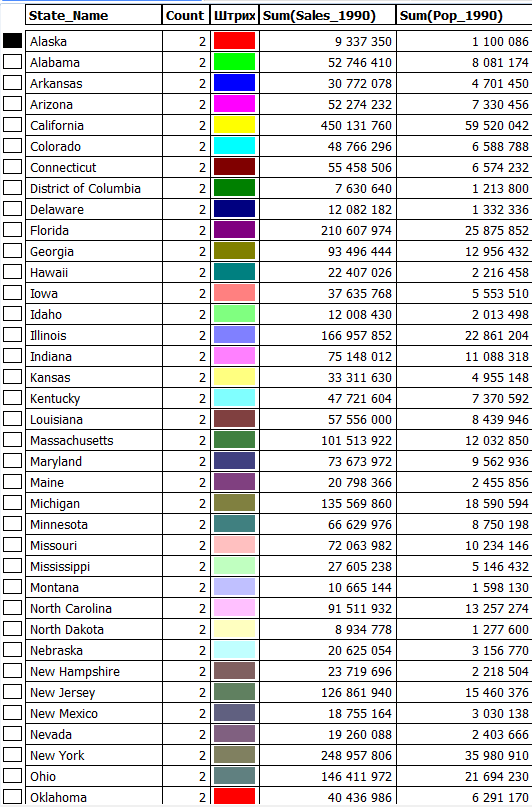 State_Name Count Штрих Sum(Sales_1990) Sum(Pop_1990)
Alaska 2 9 337 350 1 100 086
Alabama 2 52 746 410 8 081 174
Arkansas 2 30 772 078 4 701 450
Arizona 2 52 274 232 7 330 456
California 2 450 131 760 59 520 042
Colorado 2 48 766 296 6 588 788
Connecticut 2 55 458 506 6 574 232
District of Columbia 2 7 630 640 1 213 800
Delaware 2 12 082 182 1 332 336
Florida 2 210 607 974 25 875 852
Georgia 2 93 496 444 12 956 432
Hawaii 2 22 407 026 2 216 458
Iowa 2 37 635 768 5 553 510
Idaho 2 12 008 430 2 013 498
Illinois 2 166 957 852 22 861 204
Indiana 2 75 148 012 11 088 318
Kansas 2 33 311 630 4 955 148
Kentucky 2 47 721 604 7 370 592
Louisiana 2 57 556 000 8 439 946
Massachusetts 2 101 513 922 12 032 850
Maryland 2 73 673 972 9 562 936
Maine 2 20 798 366 2 455 856
Michigan 2 135 569 860 18 590 594
Minnesota 2 66 629 976 8 750 198
Missouri 2 72 063 982 10 234 146
Mississippi 2 27 605 238 5 146 432
Montana 2 10 665 144 1 598 130
North Carolina 2 91 511 932 13 257 274
North Dakota 2 8 934 778 1 277 600
Nebraska 2 20 625 054 3 156 770
New Hampshire 2 23 719 696 2 218 504
New Jersey 2 126 861 940 15 460 376
New Mexico 2 18 755 164 3 030 138
Nevada 2 19 260 088 2 403 666
New York 2 248 957 806 35 980 910
Ohio 2 146 411 972 21 694 230
Oklahoma 2 40 436 986 6 291 170